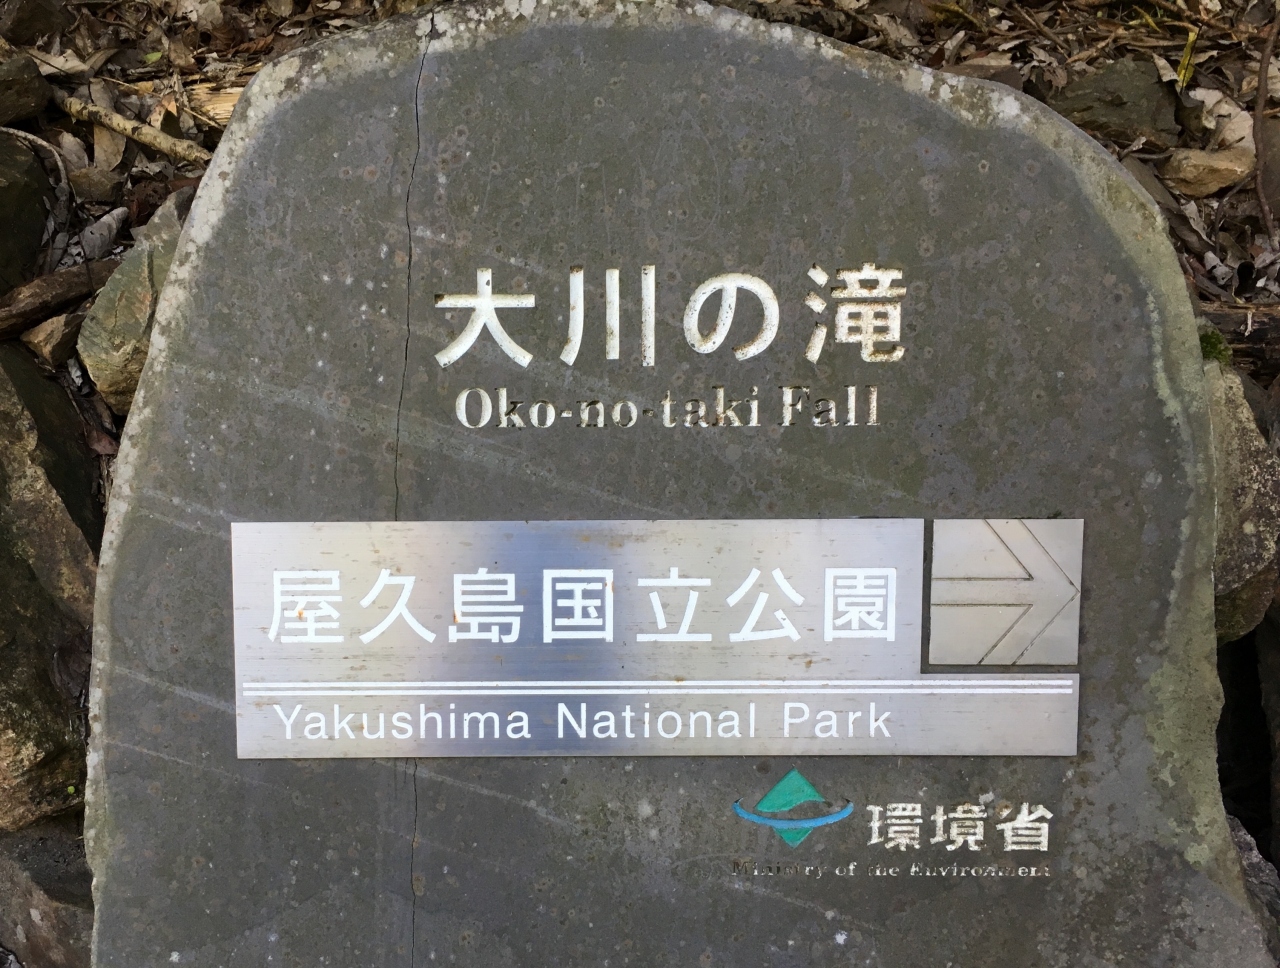 大川の滝
Oko-no-taki Fall
屋久島国立公園
Yakushima National Park
環境省
Ministry of the Environment